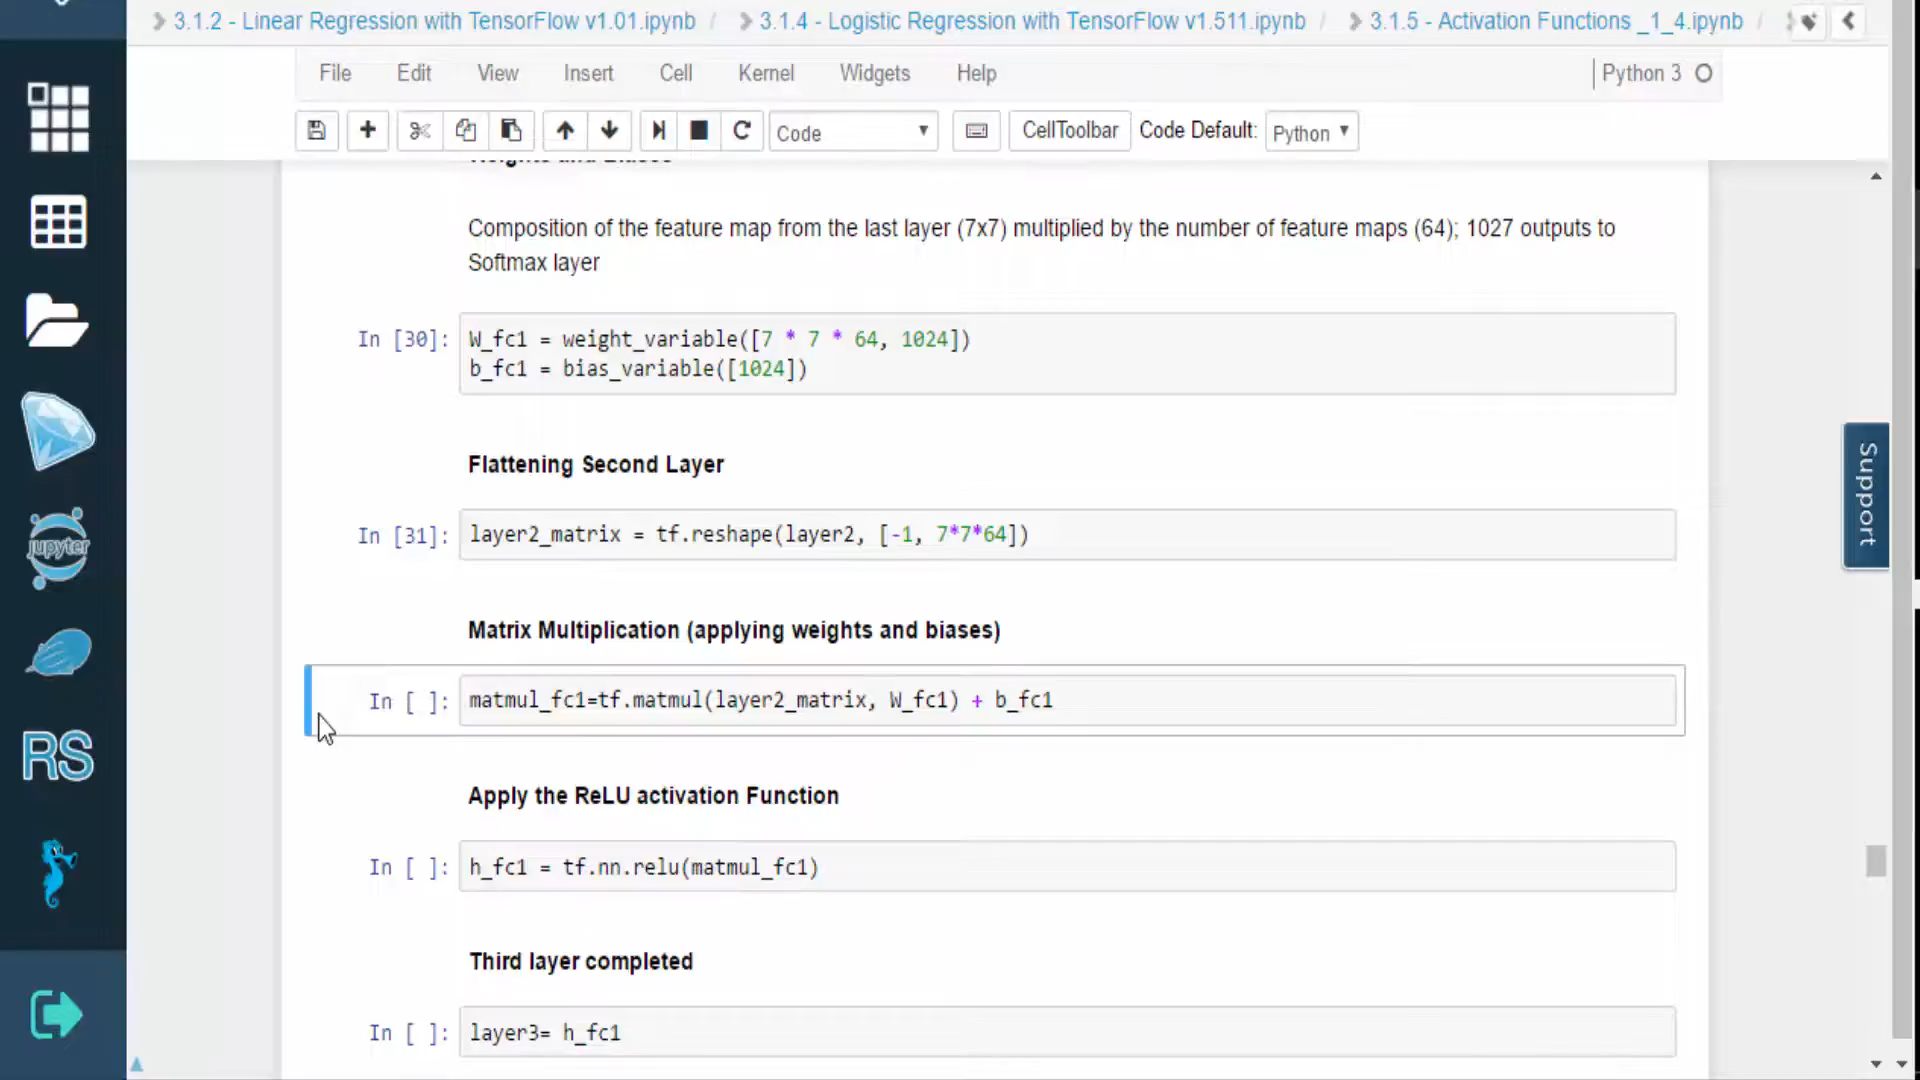 3.1.2 - Linear Regression with TensorFlow v1.01.ipynb / 3.1.4 - Logistic Regression with TensorFlow v1.511.ipynb / 3.1.5 - Activation Functions _1_4.ipynb /
File Edit View Insert Cell Kernel Widgets Help Python 3
Code CellToolbar Code Default: Python
Weights and Biases
Composition of the feature map from the last layer (7x7) multiplied by the number of feature maps (64); 1027 outputs to
Softmax layer
In [30]: W_fc1 = weight_variable([7 * 7 * 64, 1024])
b_fc1 = bias_variable([1024])
Flattening Second Layer
In [31]: layer2_matrix = tf.reshape(layer2, [-1, 7*7*64])
Support
jupyter
Matrix Multiplication (applying weights and biases)
In [ ]: matmul_fc1=tf.matmul(layer2_matrix, W_fc1) + b_fc1
RS
Apply the ReLU activation Function
In [ ]: h_fc1 = tf.nn.relu(matmul_fc1)
Third layer completed
In [ ]: layer3= h_fc1